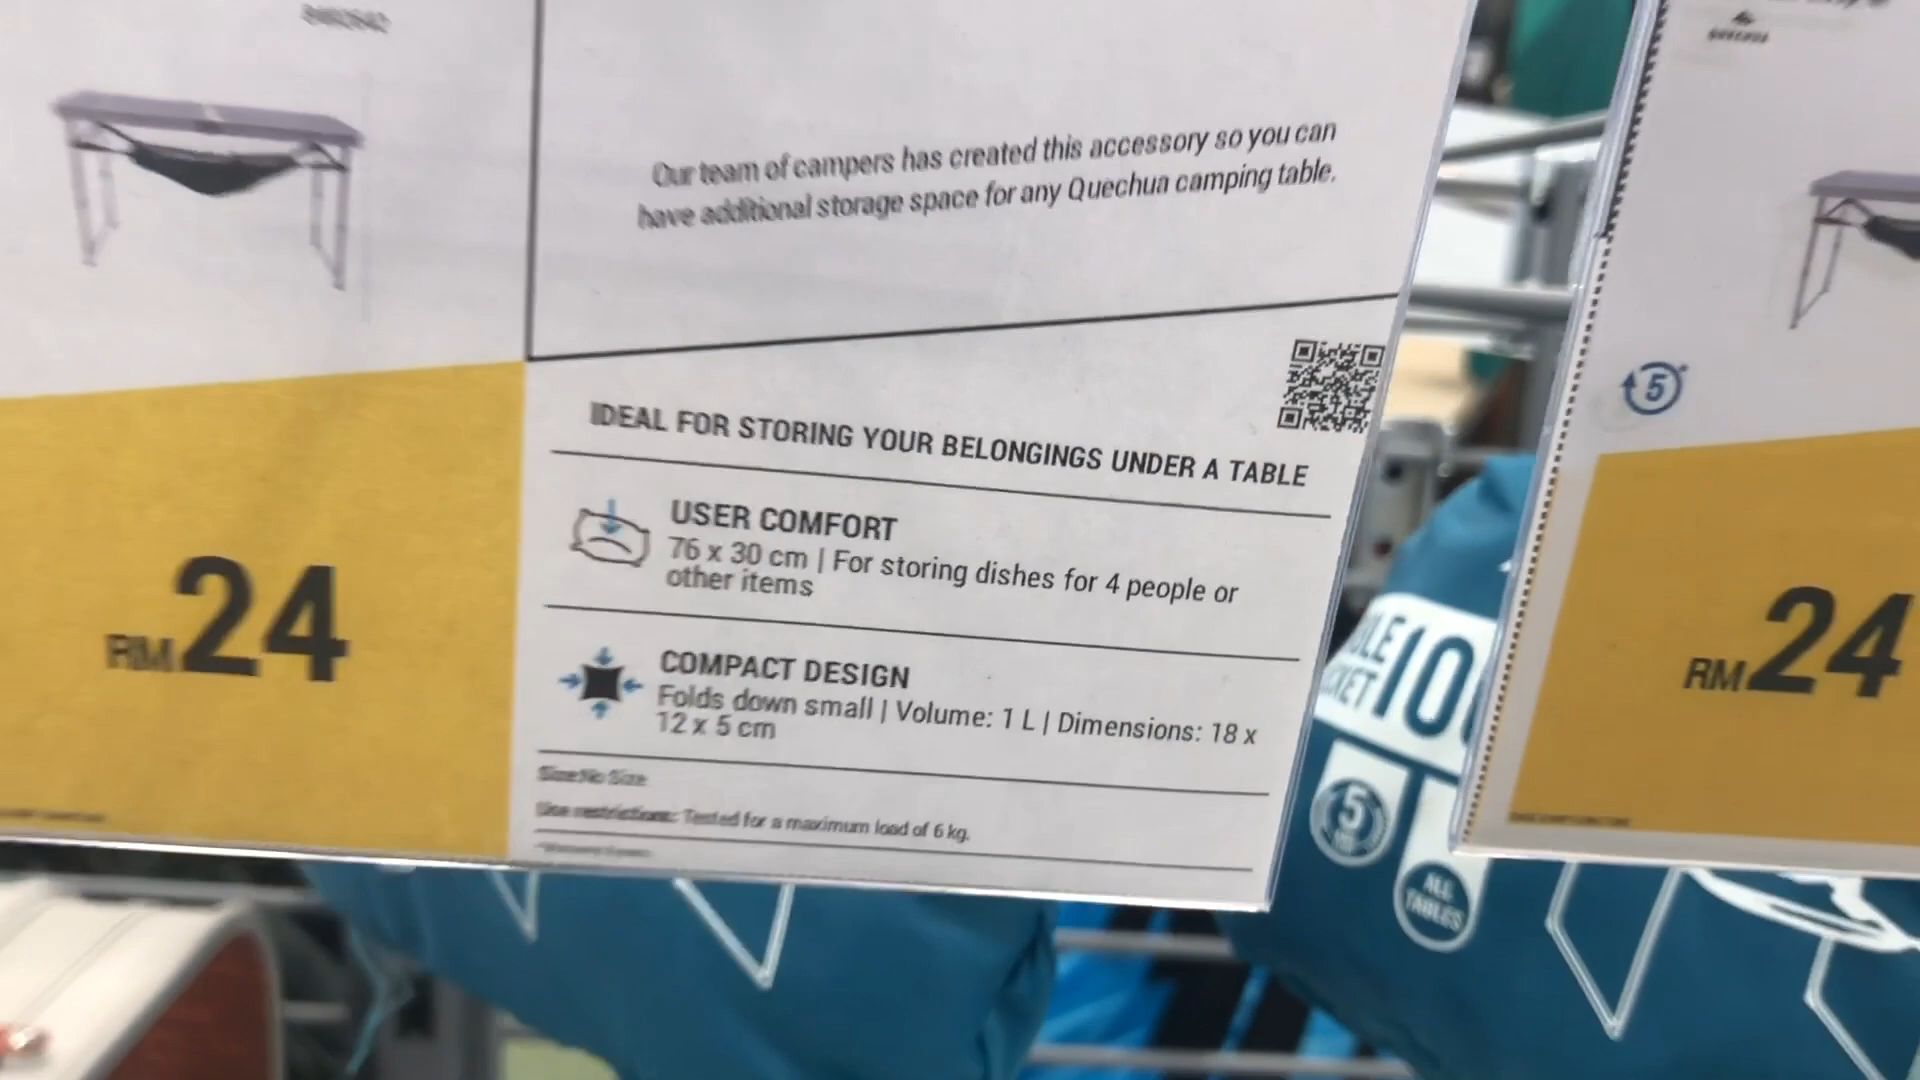 Our team of campers has created this accessory so you can
have additional storage space for any Quechua camping table.
IDEAL FOR STORING YOUR BELONGINGS UNDER A TABLE
USER COMFORT
76 x 30 cm | For storing dishes for 4 people or
other items
COMPACT DESIGN
Folds down small | Volume: 1 L | Dimensions: 18 x
12 x 5 cm
Size: No Size
Use restrictions: Tested for a maximum load of 6 kg.
RM24
QUECHUA
5
RM24
5
ALL
TABLES